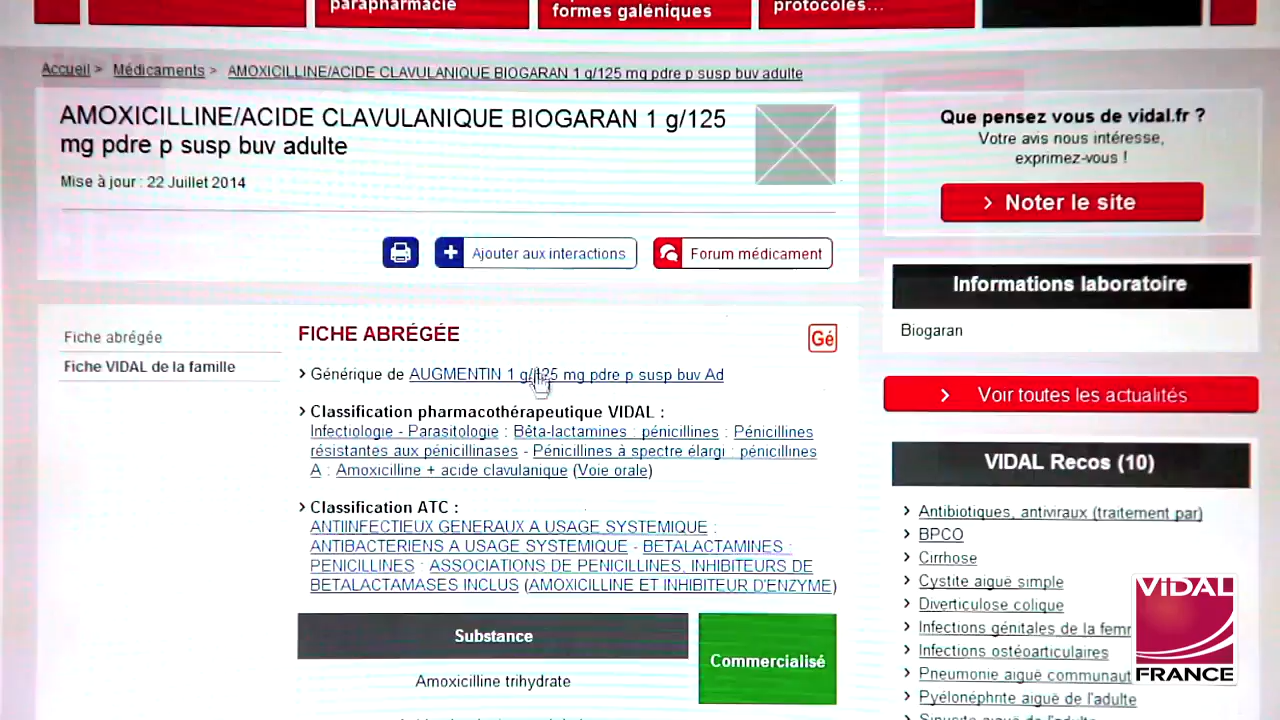 parapharmacie
formes galéniques
protocoles...
Accueil > Médicaments > AMOXICILLINE/ACIDE CLAVULANIQUE BIOGARAN 1 g/125 mg pdre p susp buv adulte
AMOXICILLINE/ACIDE CLAVULANIQUE BIOGARAN 1 g/125
mg pdre p susp buv adulte
Mise à jour : 22 Juillet 2014
Ajouter aux interactions
Forum médicament
Fiche abrégée
Fiche VIDAL de la famille
FICHE ABRÉGÉE
Gé
Générique de AUGMENTIN 1 g/125 mg pdre p susp buv Ad
Classification pharmacothérapeutique VIDAL :
Infectiologie - Parasitologie : Bêta-lactamines : pénicillines : Pénicillines
résistantes aux pénicillinases - Pénicillines à spectre élargi : pénicillines
A : Amoxicilline + acide clavulanique (Voie orale)
Classification ATC :
ANTIINFECTIEUX GENERAUX A USAGE SYSTEMIQUE :
ANTIBACTERIENS A USAGE SYSTEMIQUE - BETALACTAMINES :
PENICILLINES : ASSOCIATIONS DE PENICILLINES, INHIBITEURS DE
BETALACTAMASES INCLUS (AMOXICILLINE ET INHIBITEUR D'ENZYME)
Substance
Commercialisé
Amoxicilline trihydrate
Que pensez vous de vidal.fr ?
Votre avis nous intéresse,
exprimez-vous !
Noter le site
Informations laboratoire
Biogaran
Voir toutes les actualités
VIDAL Recos (10)
Antibiotiques, antiviraux (traitement par)
BPCO
Cirrhose
Cystite aiguë simple
Diverticulose colique
Infections génitales de la
Infections ostéoarticulaires
Pneumonie aiguë
Pyélonéphrite aiguë de l'adulte
Sinusite aiguë de l'adulte
VIDAL
FRANCE